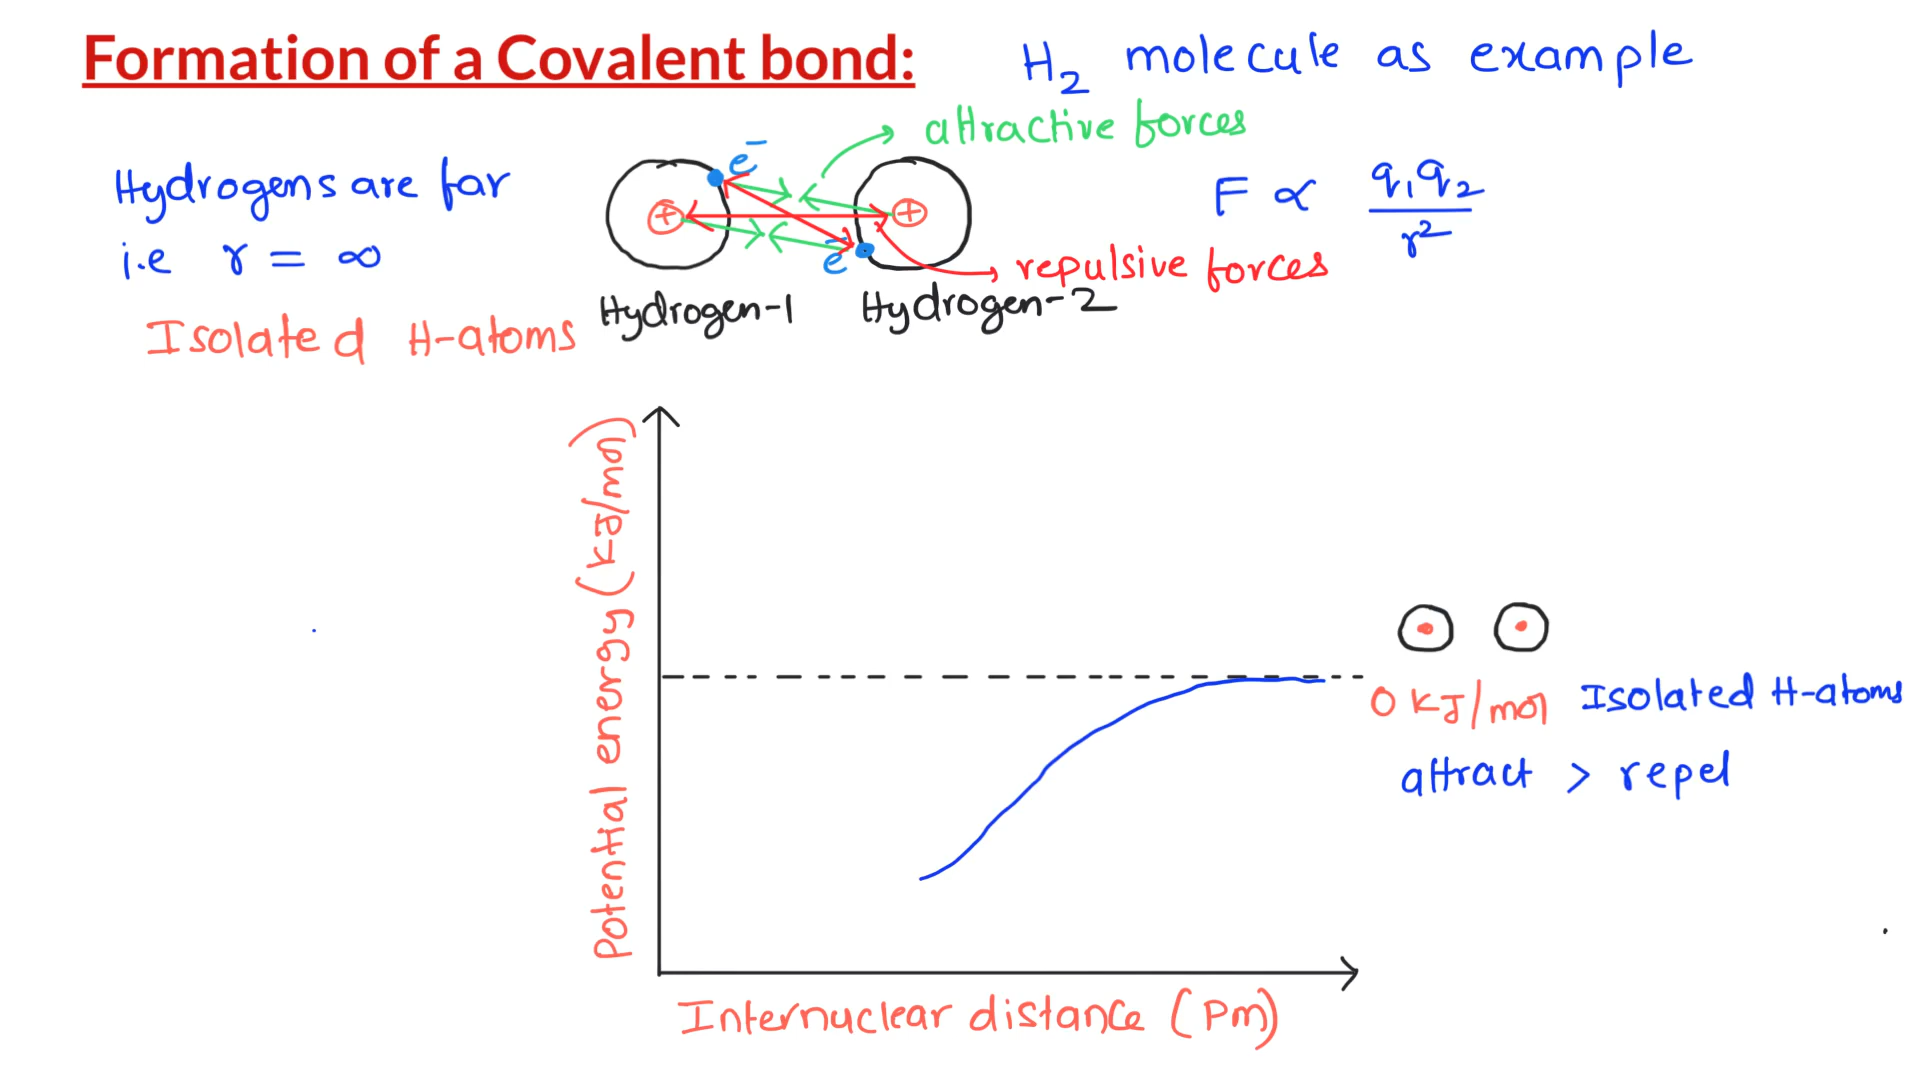 Formation of a Covalent bond:
H₂ molecule as example
attractive forces
Hydrogens are far
i.e r = ∞
Isolated H-atoms
e⁻
+
+
e⁻
Hydrogen-1
Hydrogen-2
repulsive forces
F ∝ q₁q₂/r²
Potential energy (KJ/mol)
0 KJ/mol Isolated H-atoms
attract > repel
Internuclear distance (Pm)